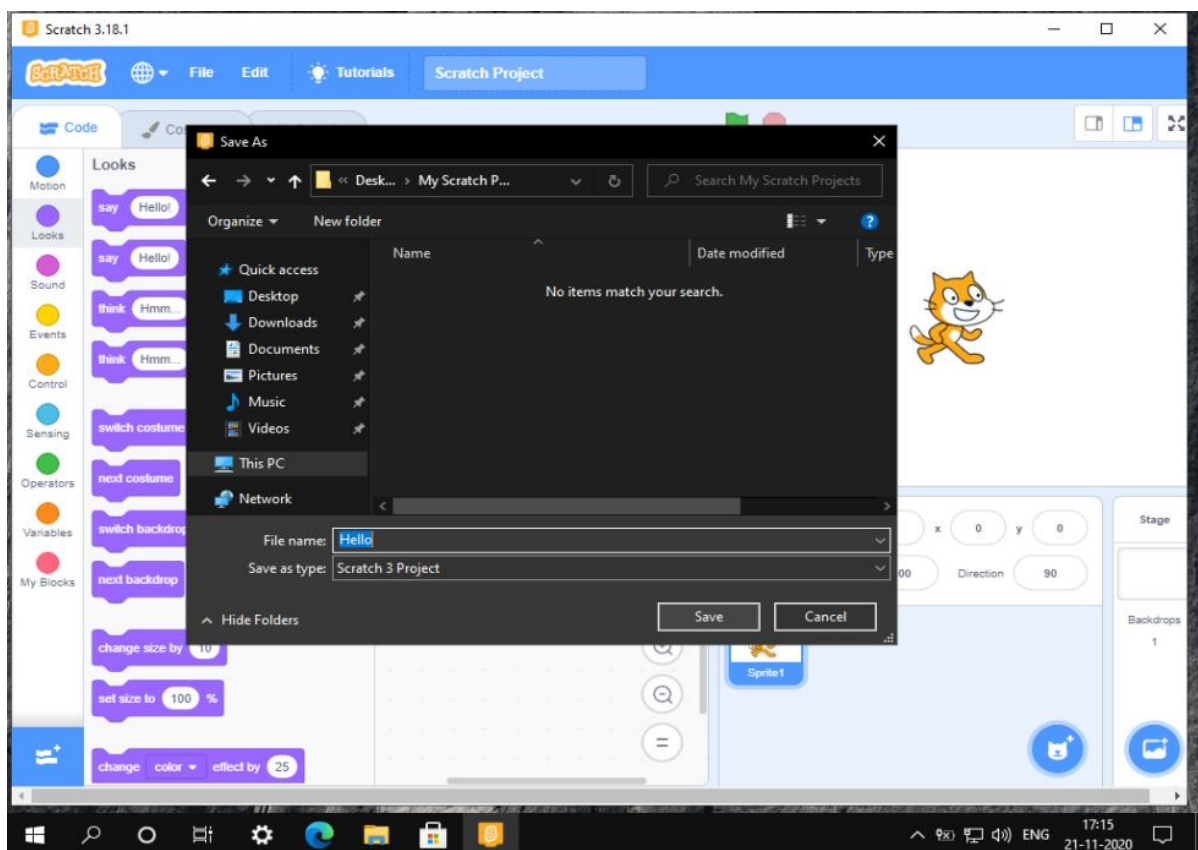 Scratch 3.18.1
SCRATCH File Edit Tutorials Scratch Project
Code
Save As
Desk... › My Scratch P...
Search My Scratch Projects
Organize New folder
Name Date modified Type
No items match your search.
Quick access
Desktop
Downloads
Documents
Pictures
Music
Videos
This PC
Network
File name: Hello
Save as type: Scratch 3 Project
Hide Folders
Save Cancel
Motion
Looks
Sound
Events
Control
Sensing
Operators
Variables
My Blocks
Looks
say Hello!
say Hello!
think Hmm...
think Hmm...
switch costume
next costume
switch backdrop
next backdrop
change size by 10
set size to 100 %
change color effect by 25
x 0 y 0
Direction 90
Sprite1
Stage
Backdrops
1
ENG
17:15
21-11-2020